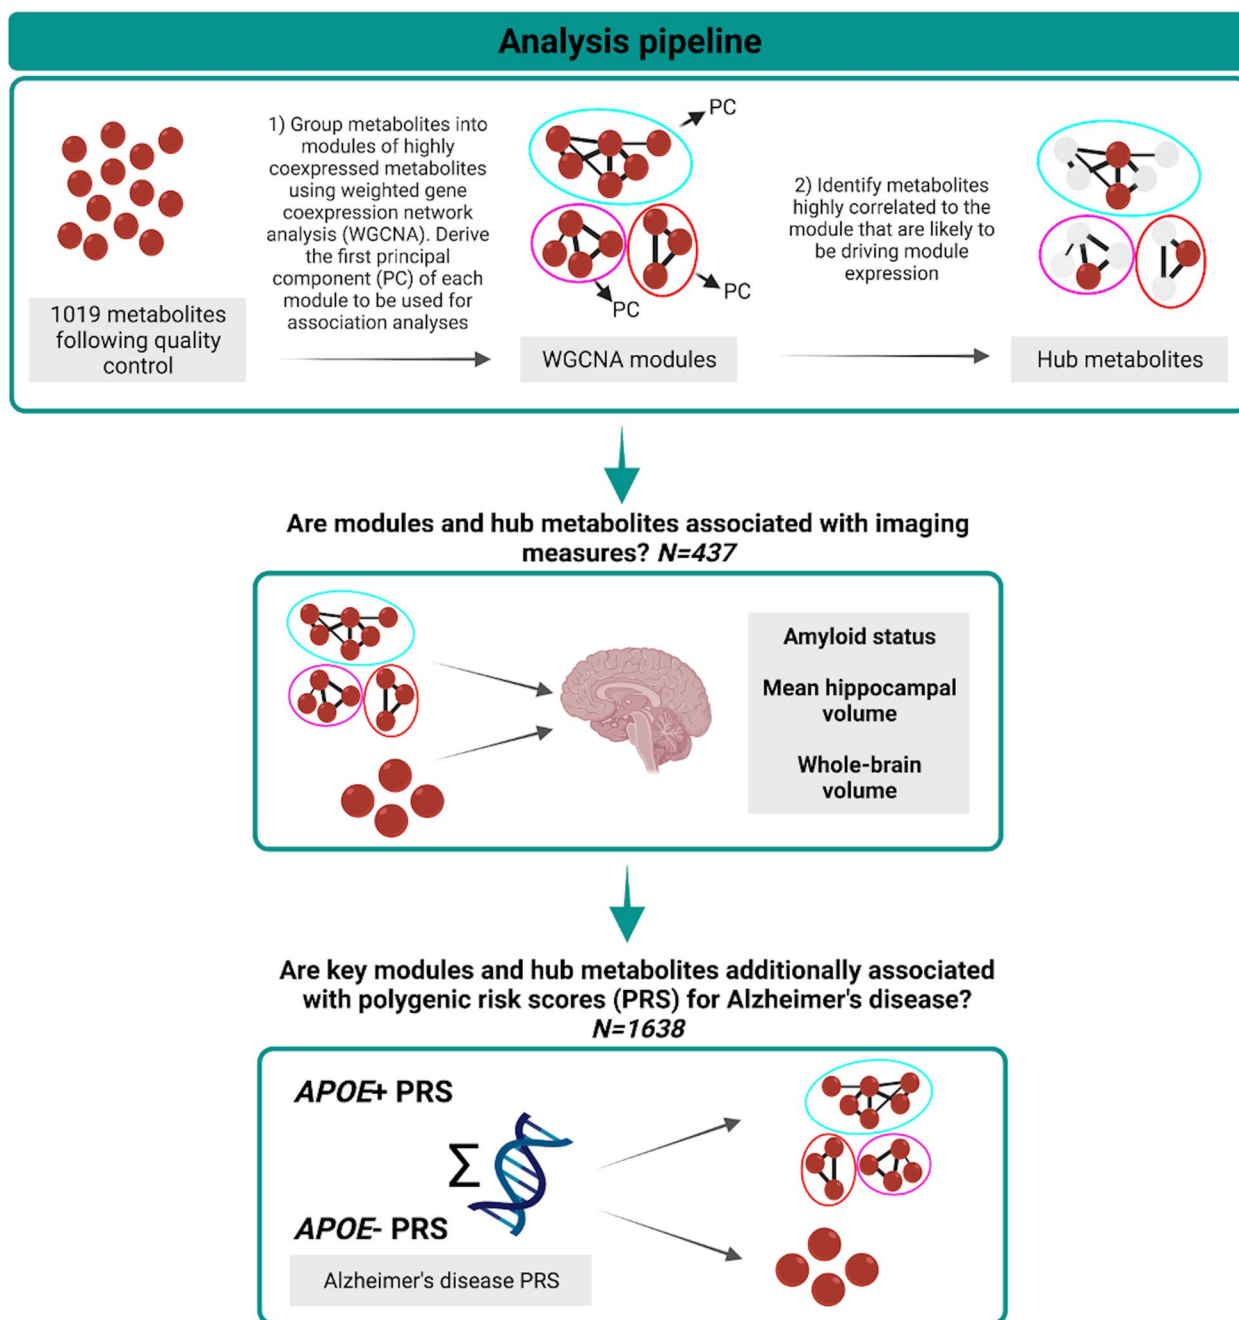 Analysis pipeline
1) Group metabolites into
modules of highly
coexpressed metabolites
using weighted gene
coexpression network
analysis (WGCNA). Derive
the first principal
component (PC) of each
module to be used for
association analyses
PC
PC
PC
2) Identify metabolites
highly correlated to the
module that are likely to
be driving module
expression
1019 metabolites
following quality
control
WGCNA modules
Hub metabolites
Are modules and hub metabolites associated with imaging
measures? N=437
Amyloid status
Mean hippocampal
volume
Whole-brain
volume
Are key modules and hub metabolites additionally associated
with polygenic risk scores (PRS) for Alzheimer's disease?
N=1638
APOE+ PRS
Σ
APOE- PRS
Alzheimer's disease PRS